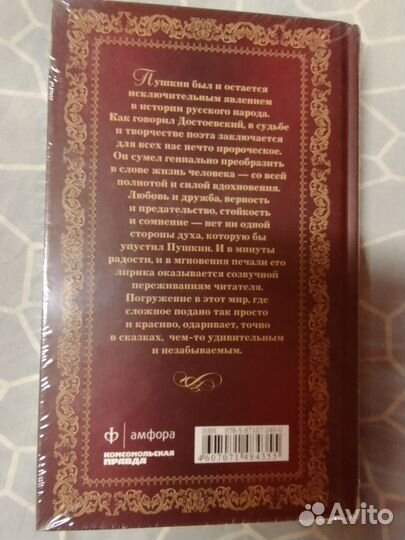 Пушкин был и остается
исключительным явлением
в истории русского народа.
Как говорил Достоевский, в судьбе
и творчестве поэта заключается
для всех нас нечто пророческое.
Он сумел гениально преобразить
в слове жизнь человека — со всей
полнотой и силой вдохновения.
Любовь и дружба, верность
и предательство, стойкость
и сомнение — нет ни одной
стороны духа, которую бы
упустил Пушкин. И в минуты
радости, и в мгновения печали его
лирика оказывается созвучной
переживаниям читателя.
Погружение в этот мир, где
сложное подано так просто
и красиво, одаривает, точно
в сказках, чем-то удивительным
и незабываемым.
ф | амфора
КОМСОМОЛЬСКАЯ
ПРАВДА
ISBN
4607071484355
Avito